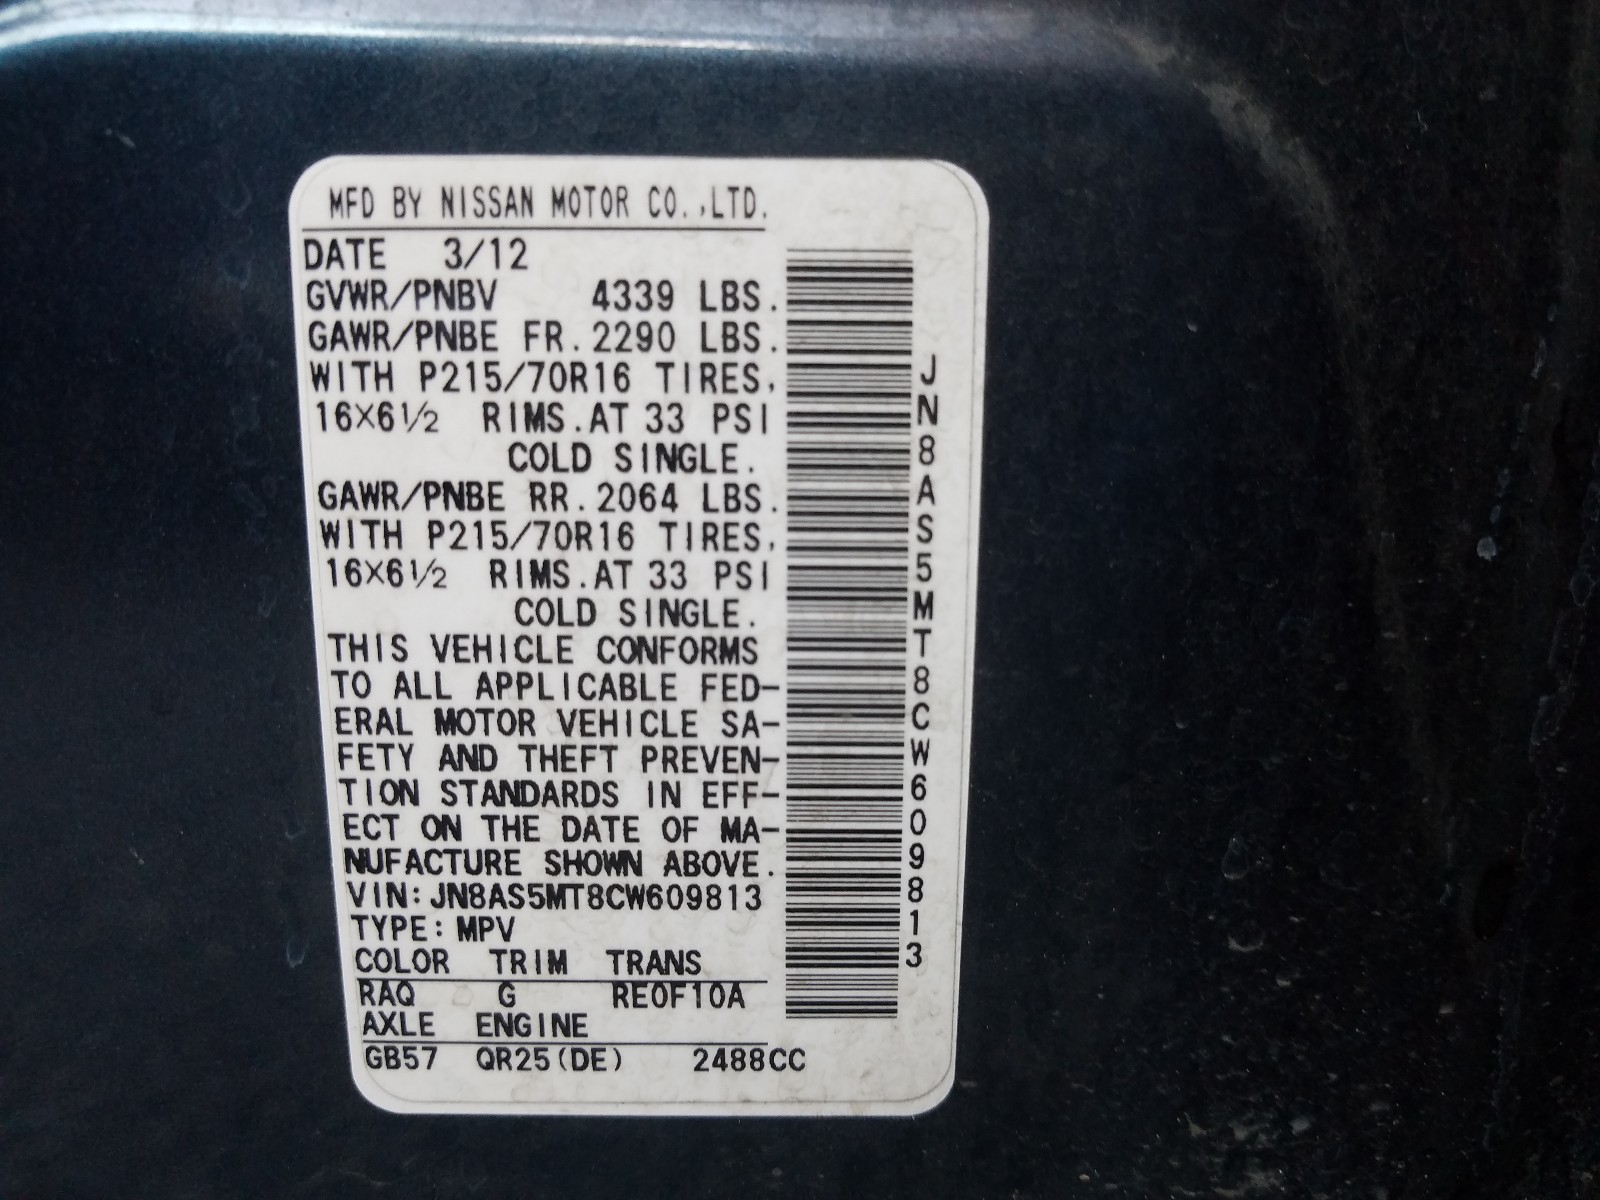 MFD BY NISSAN MOTOR CO.,LTD.
DATE 3/12
GVWR/PNBV 4339 LBS.
GAWR/PNBE FR.2290 LBS.
WITH P215/70R16 TIRES,
16×6½ RIMS.AT 33 PSI
COLD SINGLE.
GAWR/PNBE RR.2064 LBS.
WITH P215/70R16 TIRES,
16×6½ RIMS.AT 33 PSI
COLD SINGLE.
THIS VEHICLE CONFORMS
TO ALL APPLICABLE FED-
ERAL MOTOR VEHICLE SA-
FETY AND THEFT PREVEN-
TION STANDARDS IN EFF-
ECT ON THE DATE OF MA-
NUFACTURE SHOWN ABOVE.
VIN:JN8AS5MT8CW609813
TYPE:MPV
COLOR TRIM TRANS
RAQ G RE0F10A
AXLE ENGINE
GB57 QR25(DE) 2488CC
JN8AS5MT8CW609813